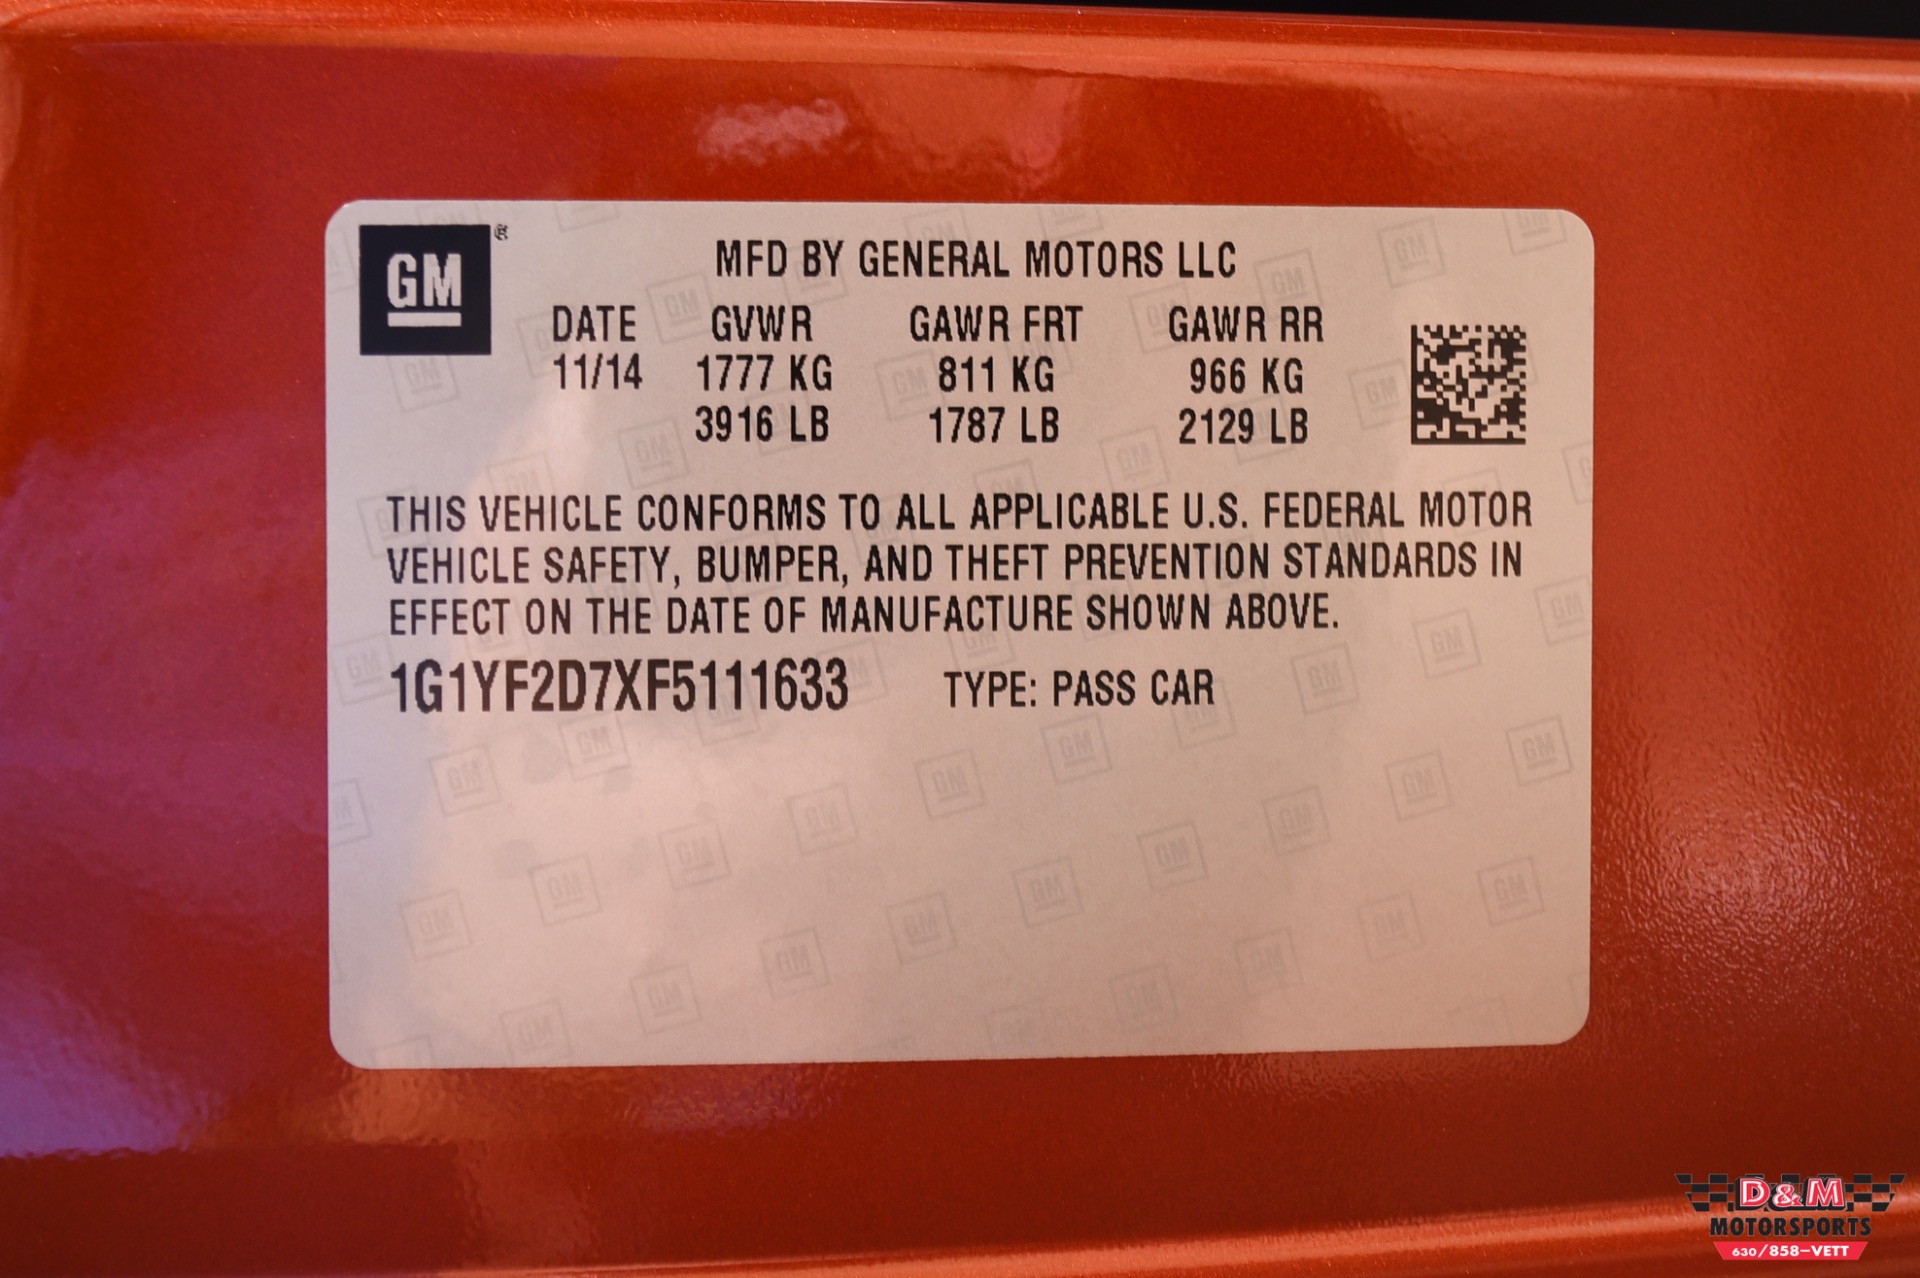 GM®
MFD BY GENERAL MOTORS LLC
DATE GVWR GAWR FRT GAWR RR
11/14 1777 KG 811 KG 966 KG
3916 LB 1787 LB 2129 LB
THIS VEHICLE CONFORMS TO ALL APPLICABLE U.S. FEDERAL MOTOR
VEHICLE SAFETY, BUMPER, AND THEFT PREVENTION STANDARDS IN
EFFECT ON THE DATE OF MANUFACTURE SHOWN ABOVE.
1G1YF2D7XF5111633 TYPE: PASS CAR
D&M
MOTORSPORTS
630/858-VETT